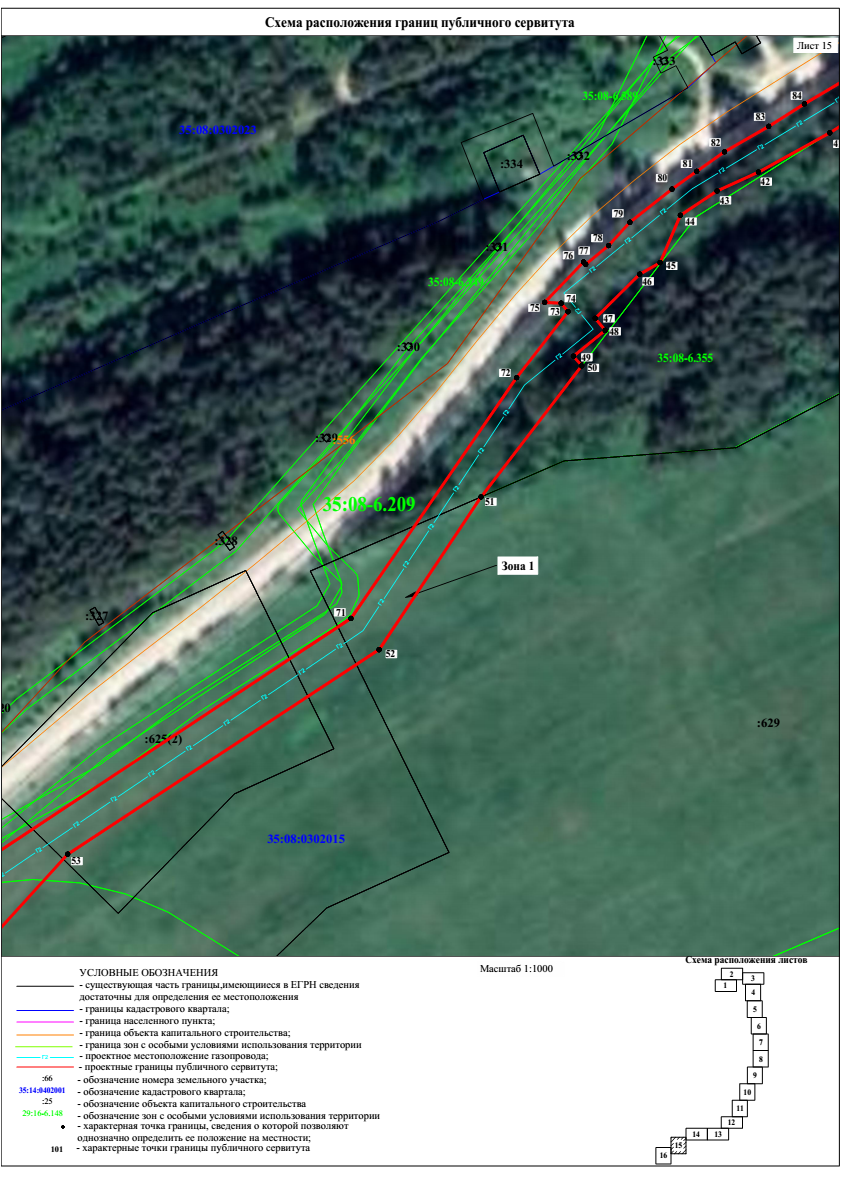 Схема расположения границ публичного сервитута
Лист 15
:333
35:08-6.989
84
83
4
35:08:0302023
82
:334
:332
81
42
80
43
79
44
78
:331
77
76
45
35:08-6.
46
75
74
73
47
48
:330
49
35:08-6.355
50
72
:329
:556
35:08-6.209
51
:328
Зона 1
71
:327
52
20
:629
:625(2)
35:08:0302015
53
Г2
УСЛОВНЫЕ ОБОЗНАЧЕНИЯ
- существующая часть границы,имеющиеся в ЕГРН сведения
достаточны для определения ее местоположения
- границы кадастрового квартала;
- граница населенного пункта;
- граница объекта капитального строительства;
- граница зон с особыми условиями использования территории
Г2 - проектное местоположение газопровода;
- проектные границы публичного сервитута;
:66 - обозначение номера земельного участка;
35:14:0402001 - обозначение кадастрового квартала;
:25 - обозначение объекта капитального строительства
29:16-6.148 - обозначение зон с особыми условиями использования территории
- характерная точка границы, сведения о которой позволяют
однозначно определить ее положение на местности;
101 - характерные точки границы публичного сервитута
Масштаб 1:1000
Схема расположения листов
2
3
1
4
5
6
7
8
9
10
11
12
14
13
15
16